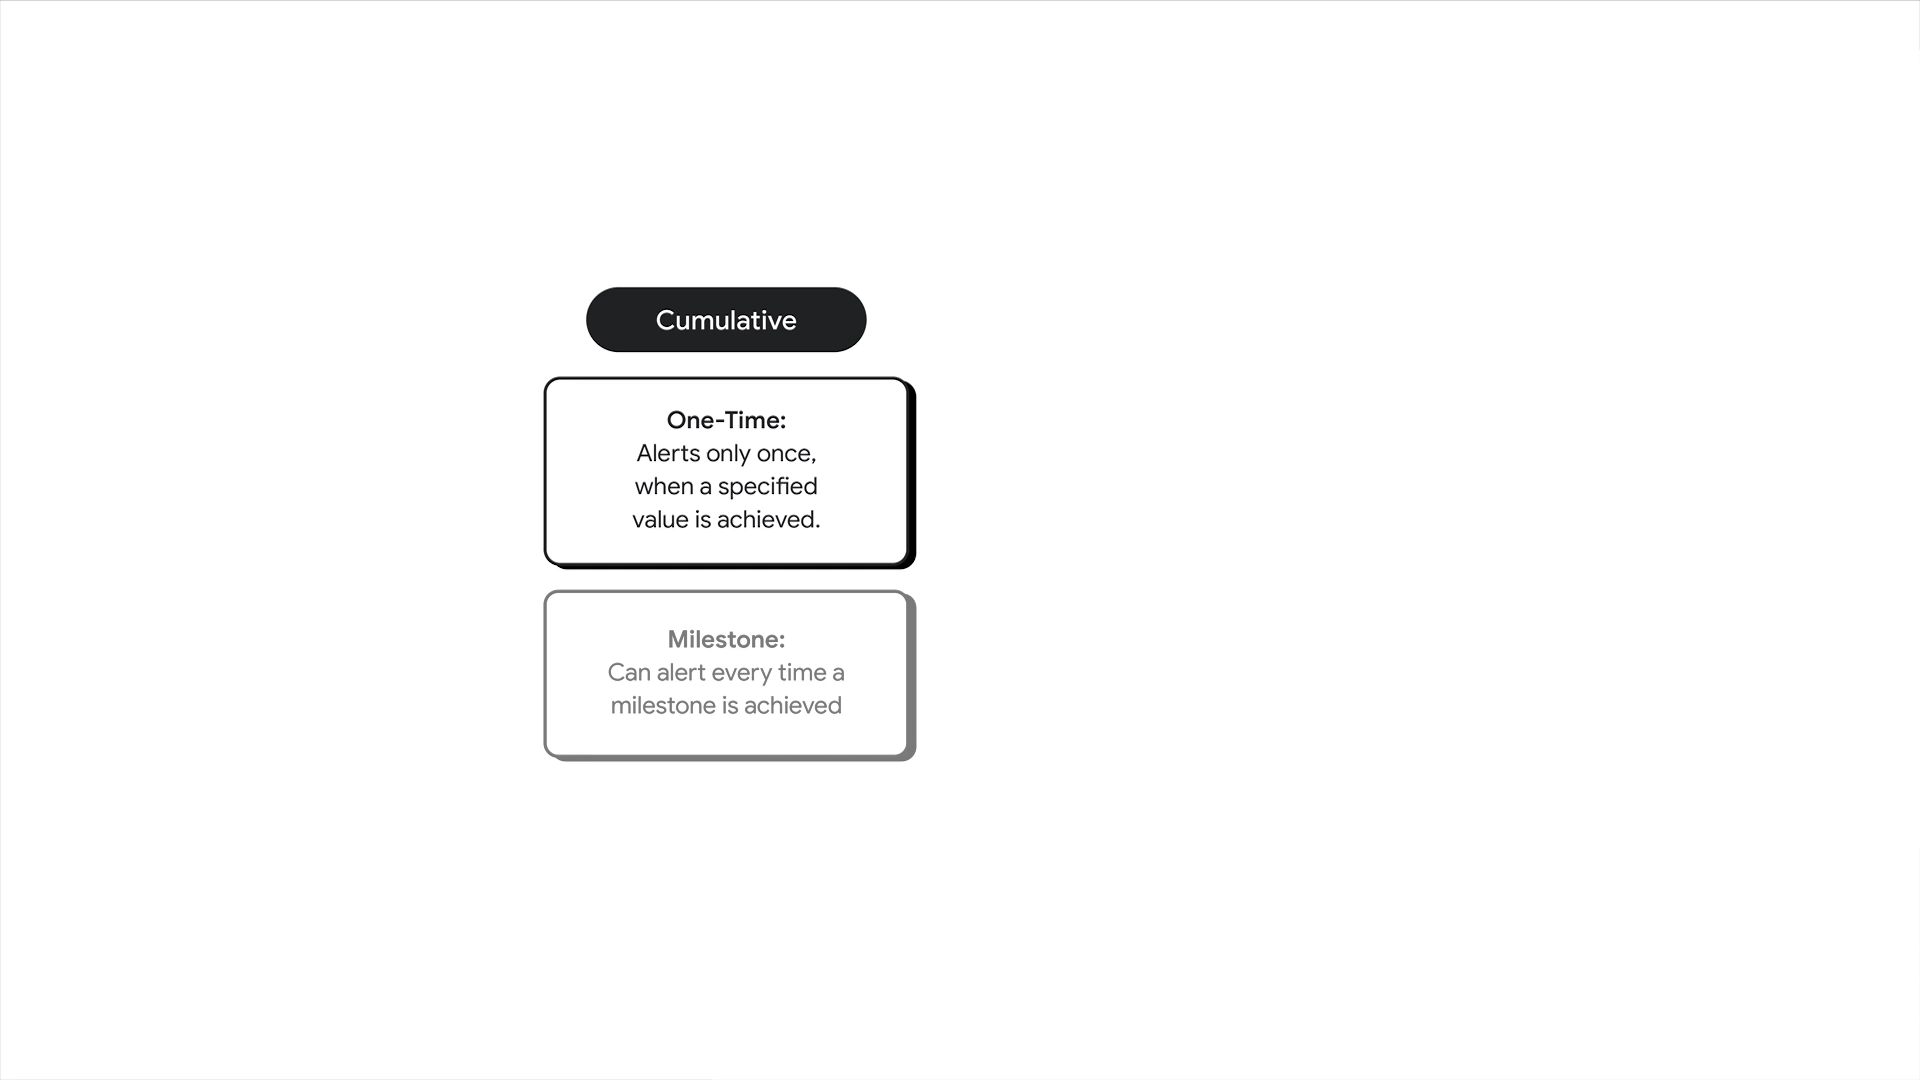 Cumulative
One-Time:
Alerts only once,
when a specified
value is achieved.
Milestone:
Can alert every time a
milestone is achieved